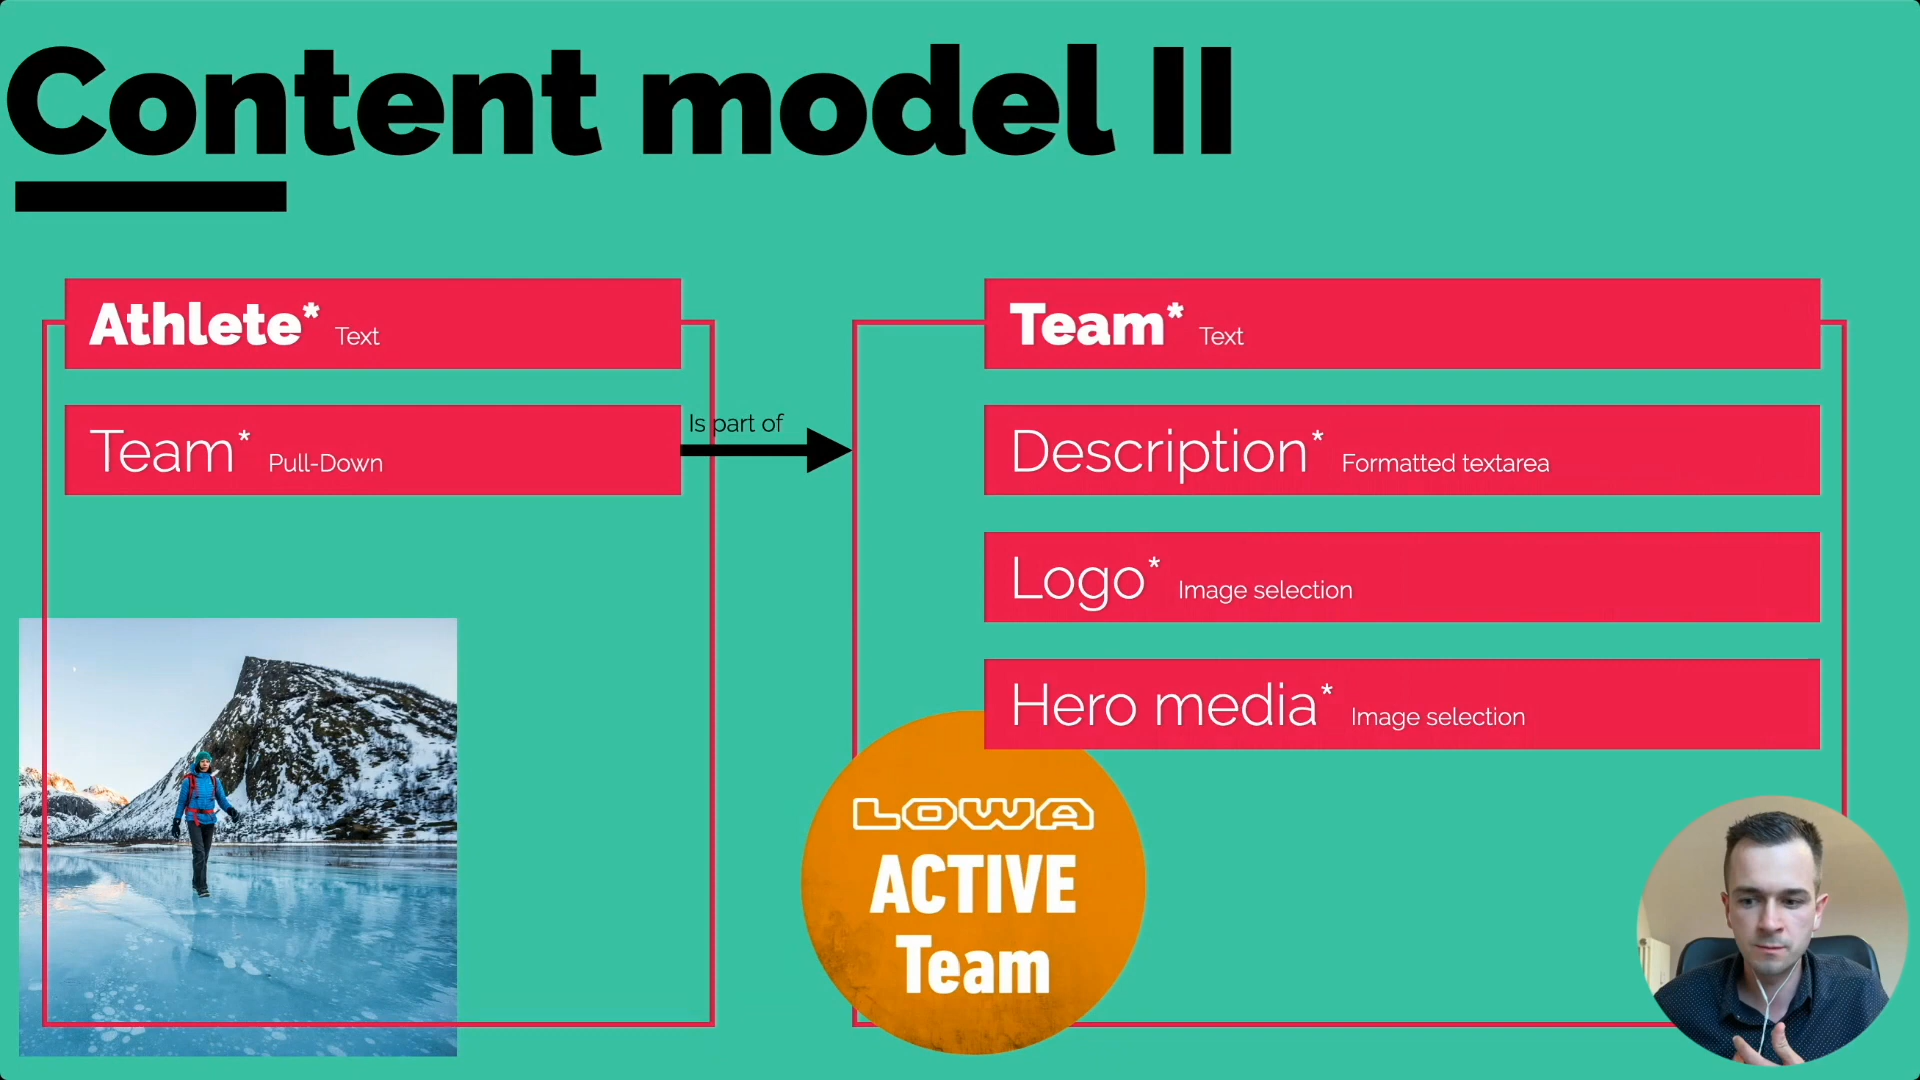 Content model II
Athlete* Text
Team* Pull-Down
Is part of
Team* Text
Description* Formatted textarea
Logo* Image selection
Hero media* Image selection
LOWA
ACTIVE
Team